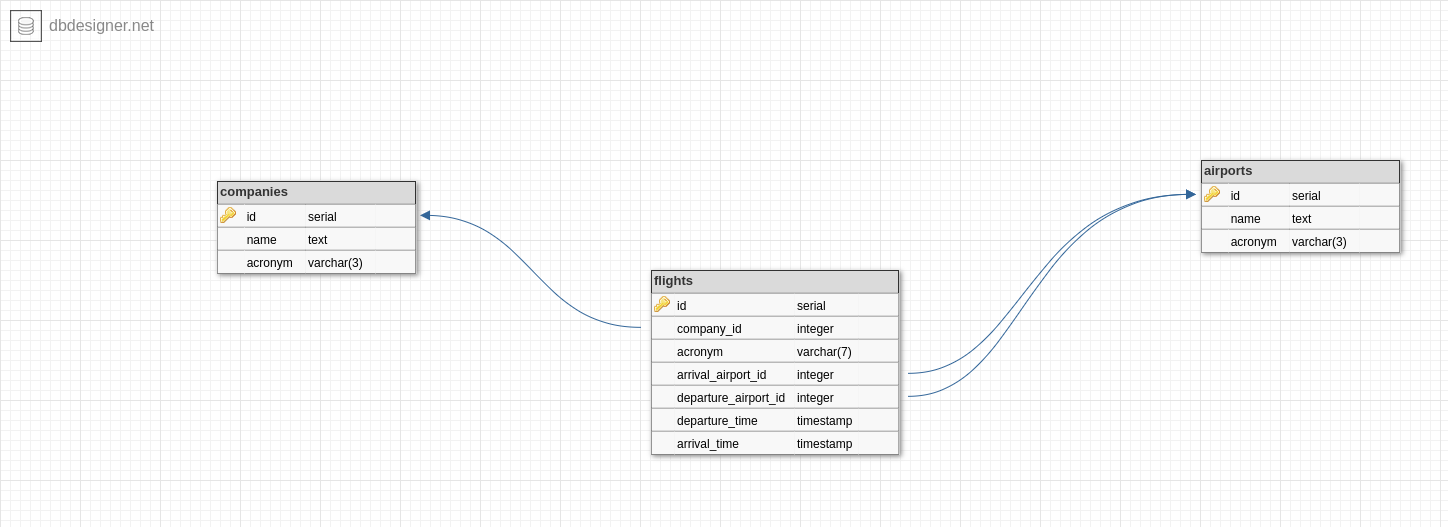 dbdesigner.net
companies
id serial
name text
acronym varchar(3)
flights
id serial
company_id integer
acronym varchar(7)
arrival_airport_id integer
departure_airport_id integer
departure_time timestamp
arrival_time timestamp
airports
id serial
name text
acronym varchar(3)